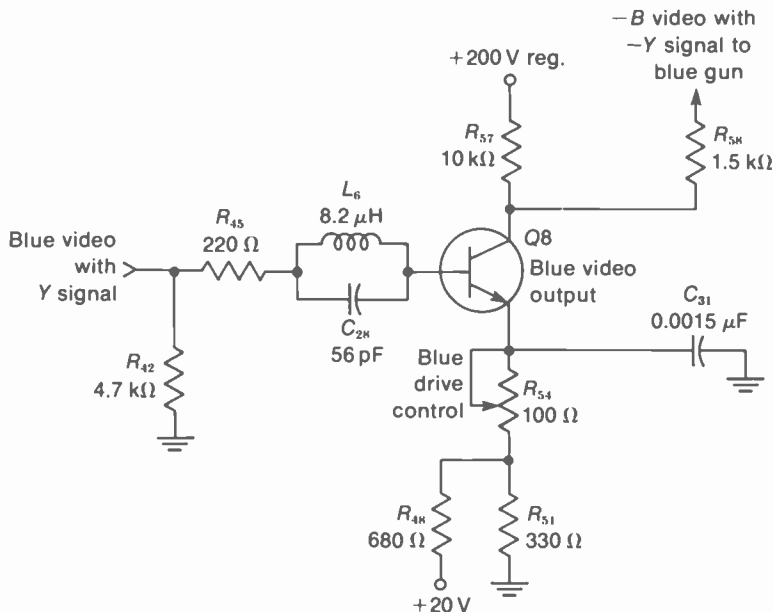 −B video with
−Y signal to
blue gun
+200 V reg.
R57
10 kΩ
R58
1.5 kΩ
L6
8.2 μH
R45
220 Ω
Blue video
with
Y signal
Q8
Blue video
output
C28
56 pF
C31
0.0015 μF
R42
4.7 kΩ
Blue
drive
control
R54
100 Ω
R48
680 Ω
R51
330 Ω
+20 V